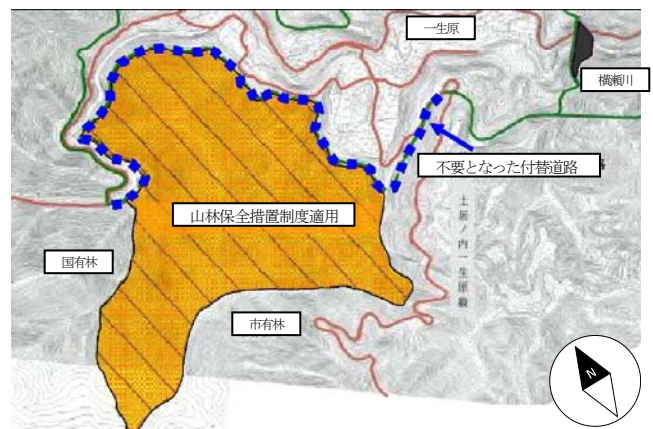 一生原
横瀬川
不要となった付替道路
山林保全措置制度適用
土居ノ内一生原線
国有林
市有林
N